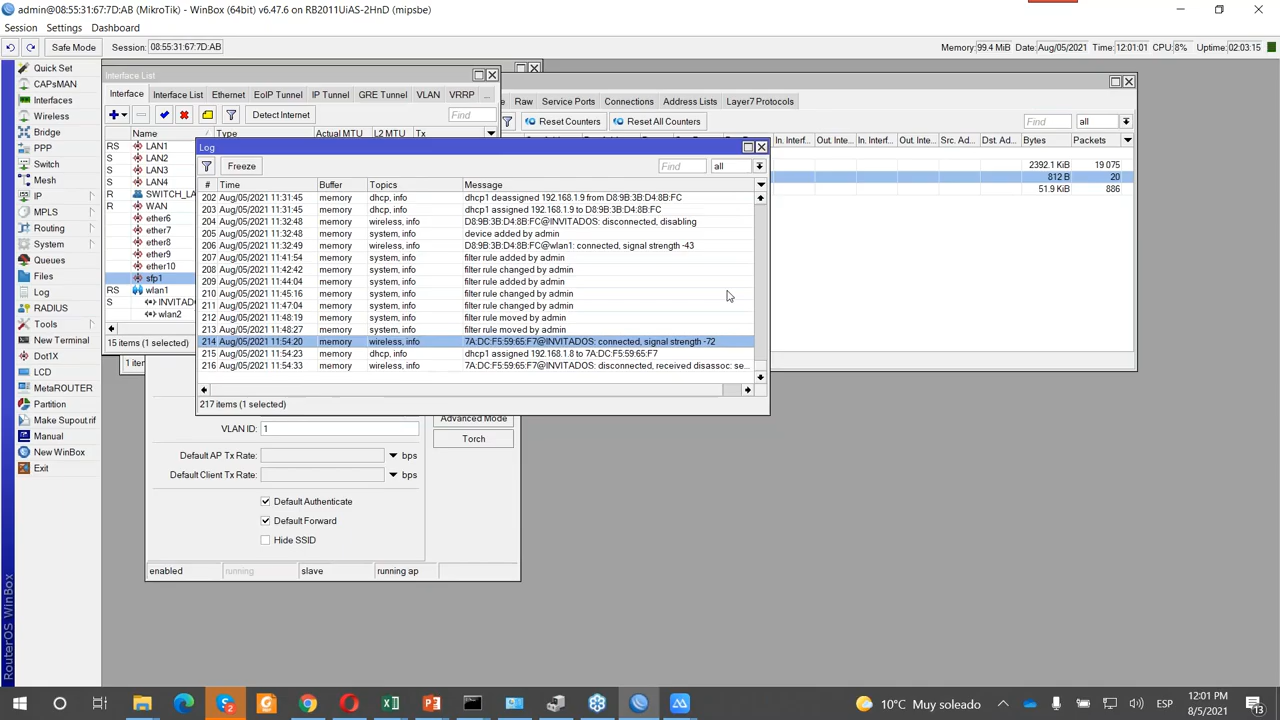 admin@08:55:31:67:7D:AB (MikroTik) - WinBox (64bit) v6.47.6 on RB2011UiAS-2HnD (mipsbe)
Session Settings Dashboard
Safe Mode Session: 08:55:31:67:7D:AB Memory: 99.4 MiB Date: Aug/05/2021 Time: 12:01:01 CPU: 8% Uptime: 02:03:15
Quick Set
CAPsMAN
Interfaces
Wireless
Bridge
PPP
Switch
Mesh
IP
MPLS
Routing
System
Queues
Files
Log
RADIUS
Tools
New Terminal
Dot1X
LCD
MetaROUTER
Partition
Make Supout.rif
Manual
New WinBox
Exit
RouterOS WinBox
Interface List
Interface Interface List Ethernet EoIP Tunnel IP Tunnel GRE Tunnel VLAN VRRP ...
Detect Internet Find
Name Type Actual MTU L2 MTU Tx
RS LAN1
S LAN2
S LAN3
S LAN4
R SWITCH_LA
R WAN
ether6
ether7
ether8
ether9
ether10
sfp1
RS wlan1
S INVITADO
wlan2
15 items (1 selected)
Raw Service Ports Connections Address Lists Layer7 Protocols
Reset Counters Reset All Counters Find all
In. Interf... Out. Inte... In. Interf... Out. Inte... Src. Ad... Dst. Ad... Bytes Packets
2392.1 KiB 19 075
812 B 20
51.9 KiB 886
Log
Freeze Find all
# Time Buffer Topics Message
202 Aug/05/2021 11:31:45 memory dhcp, info dhcp1 deassigned 192.168.1.9 from D8:9B:3B:D4:8B:FC
203 Aug/05/2021 11:31:45 memory dhcp, info dhcp1 assigned 192.168.1.9 to D8:9B:3B:D4:8B:FC
204 Aug/05/2021 11:32:48 memory wireless, info D8:9B:3B:D4:8B:FC@INVITADOS: disconnected, disabling
205 Aug/05/2021 11:32:48 memory system, info device added by admin
206 Aug/05/2021 11:32:49 memory wireless, info D8:9B:3B:D4:8B:FC@wlan1: connected, signal strength -43
207 Aug/05/2021 11:41:54 memory system, info filter rule added by admin
208 Aug/05/2021 11:42:42 memory system, info filter rule changed by admin
209 Aug/05/2021 11:44:04 memory system, info filter rule added by admin
210 Aug/05/2021 11:45:16 memory system, info filter rule changed by admin
211 Aug/05/2021 11:47:04 memory system, info filter rule changed by admin
212 Aug/05/2021 11:48:19 memory system, info filter rule moved by admin
213 Aug/05/2021 11:48:27 memory system, info filter rule moved by admin
214 Aug/05/2021 11:54:20 memory wireless, info 7A:DC:F5:59:65:F7@INVITADOS: connected, signal strength -72
215 Aug/05/2021 11:54:23 memory dhcp, info dhcp1 assigned 192.168.1.8 to 7A:DC:F5:59:65:F7
216 Aug/05/2021 11:54:33 memory wireless, info 7A:DC:F5:59:65:F7@INVITADOS: disconnected, received disassoc: se...
217 items (1 selected)
Advanced Mode
VLAN ID: 1
Torch
Default AP Tx Rate: bps
Default Client Tx Rate: bps
Default Authenticate
Default Forward
Hide SSID
enabled running slave running ap
10°C Muy soleado ESP 12:01 PM
8/5/2021 13